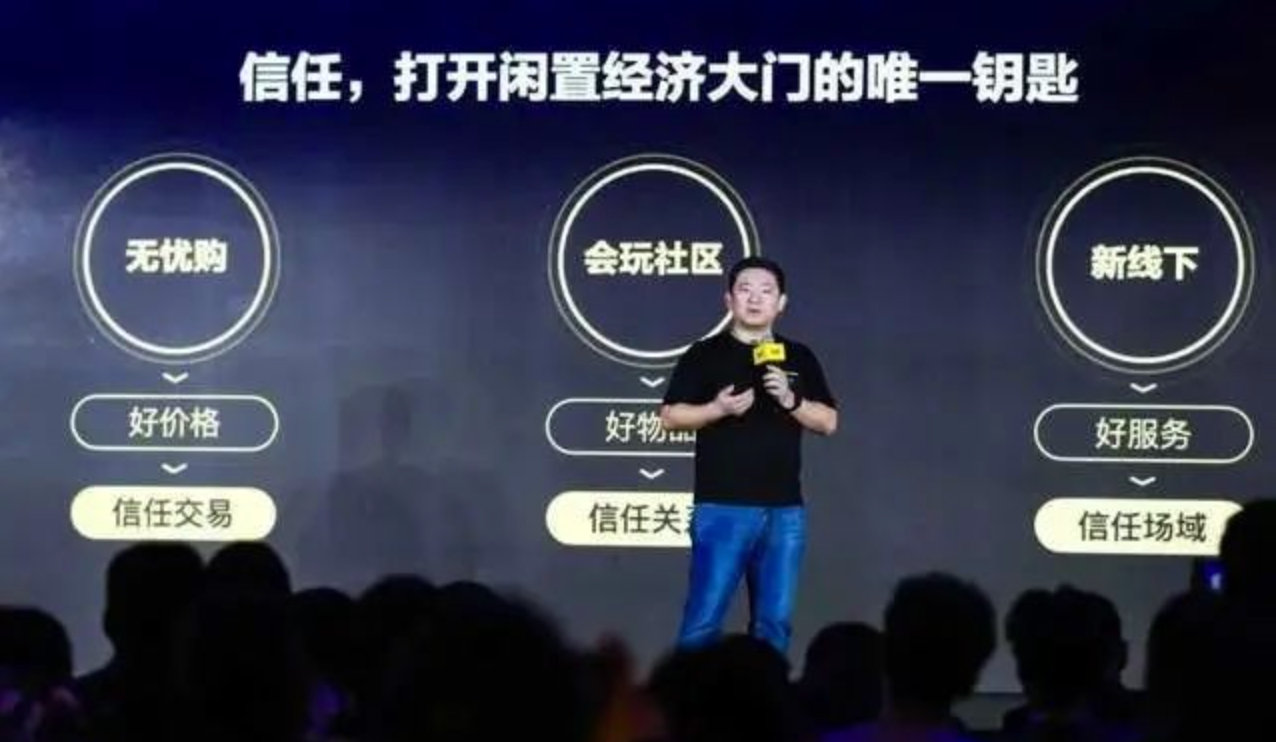 信任，打开闲置经济大门的唯一钥匙
无忧购
好价格
信任交易
会玩社区
好物品
信任关
新线下
好服务
信任场域